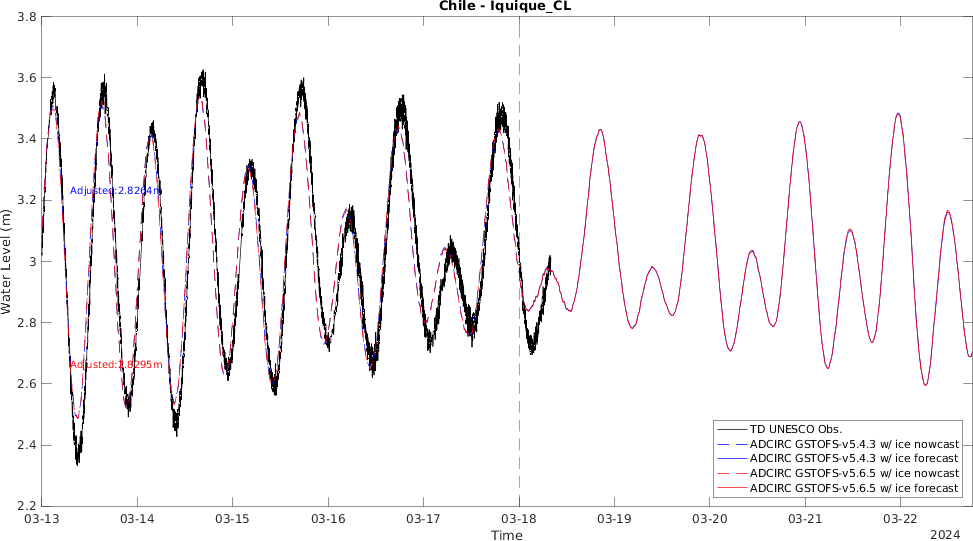 Chile - Iquique_CL
3.8
3.6
3.4
3.2
3
2.8
2.6
2.4
2.2
Water Level (m)
Adjusted:2.8264m
Adjusted:2.8295m
TD UNESCO Obs.
ADCIRC GSTOFS-v5.4.3 w/ ice nowcast
ADCIRC GSTOFS-v5.4.3 w/ ice forecast
ADCIRC GSTOFS-v5.6.5 w/ ice nowcast
ADCIRC GSTOFS-v5.6.5 w/ ice forecast
03-13 03-14 03-15 03-16 03-17 03-18 03-19 03-20 03-21 03-22
Time
2024